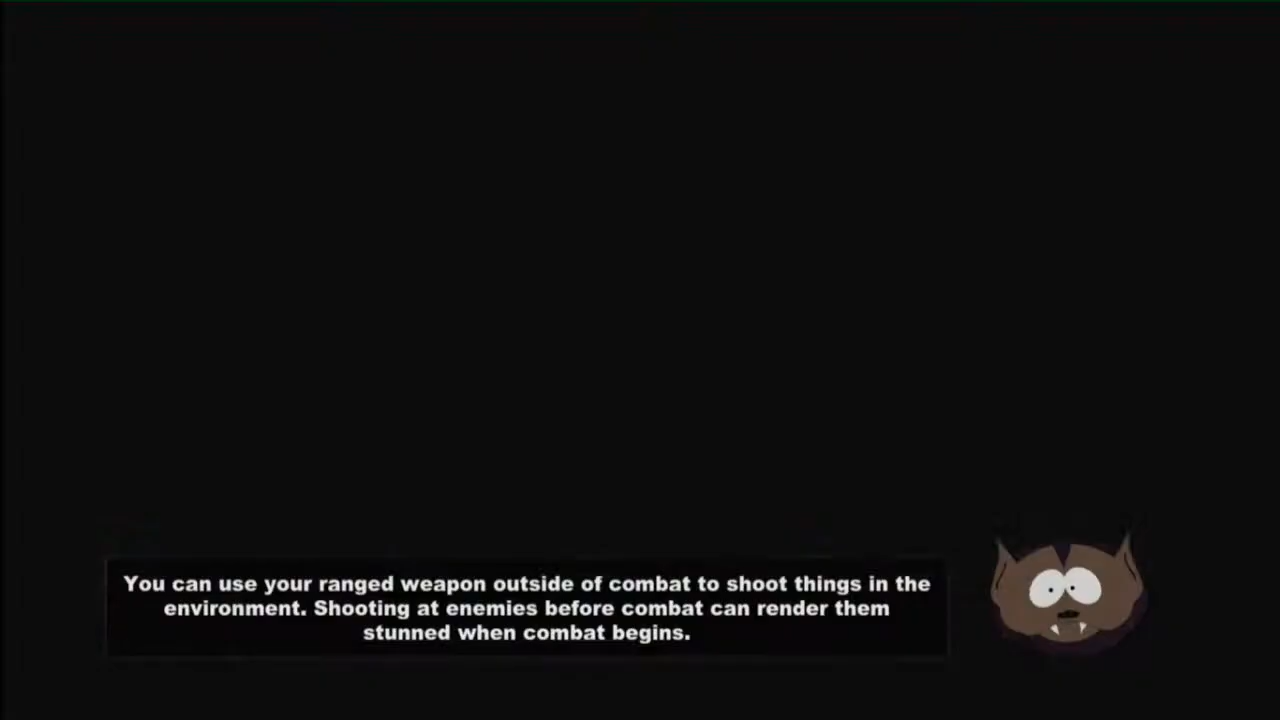 You can use your ranged weapon outside of combat to shoot things in the
environment. Shooting at enemies before combat can render them
stunned when combat begins.